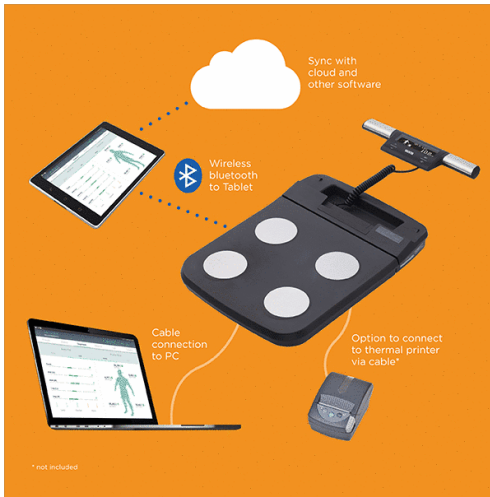 Sync with
cloud and
other software
Wireless
bluetooth
to Tablet
Cable
connection
to PC
Option to connect
to thermal printer
via cable*
* not included